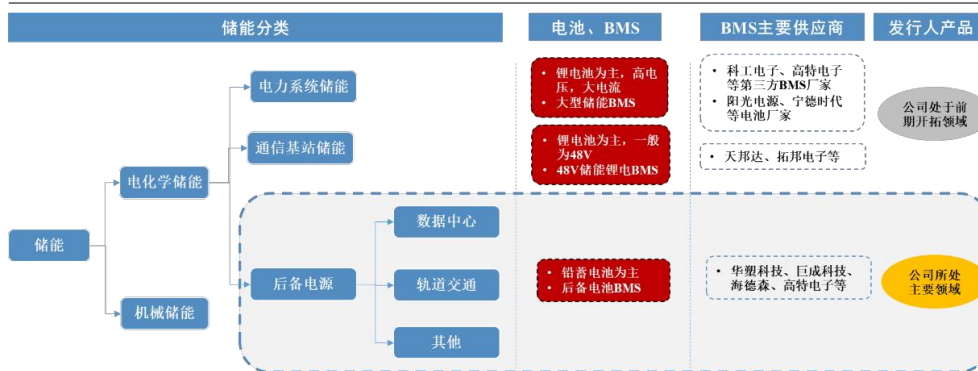 储能分类
电池、BMS
BMS主要供应商
发行人产品
电力系统储能
• 锂电池为主，高电
压，大电流
• 大型储能BMS
• 科工电子、高特电子
等第三方BMS厂家
• 阳光电源、宁德时代
等电池厂家
公司处于前
期开拓领域
通信基站储能
• 锂电池为主，一般
为48V
• 48V储能锂电BMS
• 天邦达、拓邦电子等
电化学储能
储能
机械储能
后备电源
数据中心
轨道交通
其他
• 铅蓄电池为主
• 后备电池BMS
• 华塑科技、巨成科技、
海德森、高特电子等
公司所处
主要领域